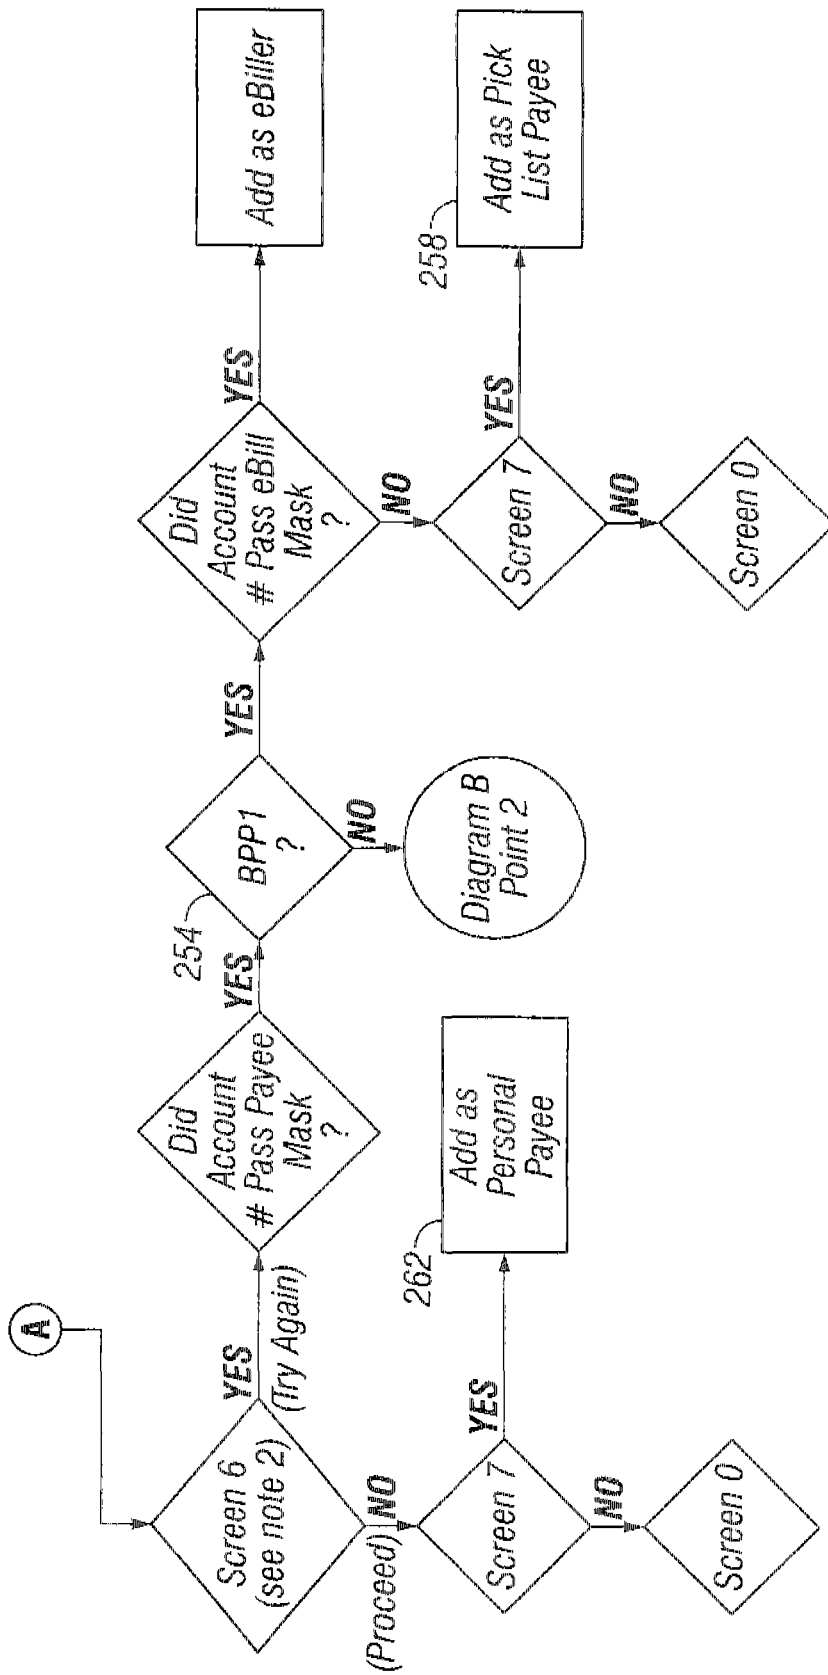 A
Screen 6
(see note 2)
YES
(Try Again)
NO
(Proceed)
Screen 7
YES
262
Add as
Personal
Payee
NO
Screen 0
Did
Account
# Pass Payee
Mask
?
YES
254
BPP1
?
NO
Diagram B
Point 2
YES
Did
Account
# Pass eBill
Mask
?
YES
Add as eBiller
NO
Screen 7
YES
258
Add as Pick
List Payee
NO
Screen 0